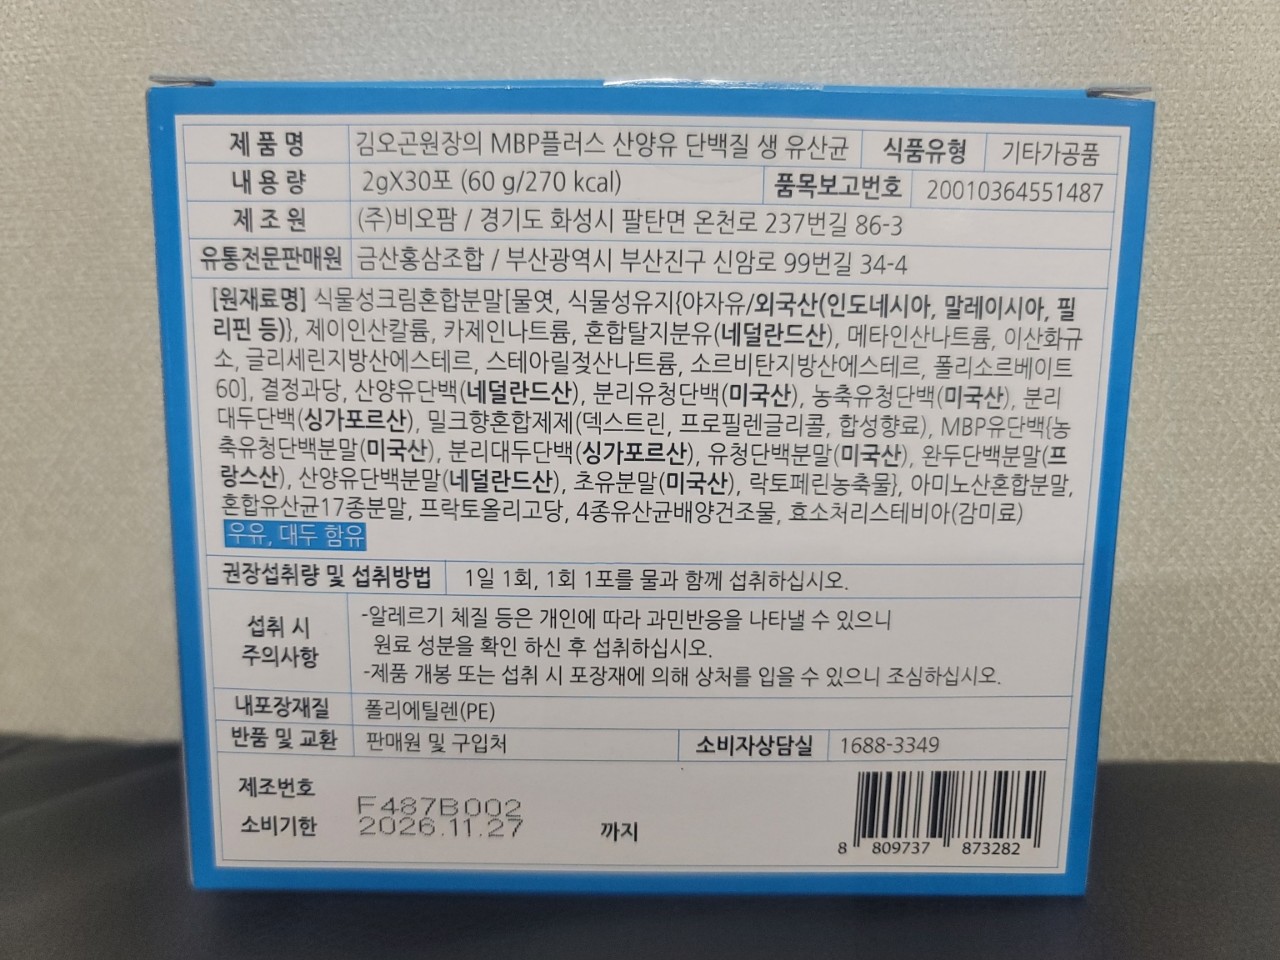 제품명 김오곤원장의 MBP플러스 산양유 단백질 생 유산균 식품유형 기타가공품
내용량 2gX30포 (60 g/270 kcal) 품목보고번호 20010364551487
제조원 (주)비오팜 / 경기도 화성시 팔탄면 온천로 237번길 86-3
유통전문판매원 금산홍삼조합 / 부산광역시 부산진구 신암로 99번길 34-4
[원재료명] 식물성크림혼합분말[물엿, 식물성유지{야자유/외국산(인도네시아, 말레이시아, 필
리핀 등)}, 제이인산칼륨, 카제인나트륨, 혼합탈지분유(네덜란드산), 메타인산나트륨, 이산화규
소, 글리세린지방산에스테르, 스테아릴젖산나트륨, 소르비탄지방산에스테르, 폴리소르베이트
60], 결정과당, 산양유단백(네덜란드산), 분리유청단백(미국산), 농축유청단백(미국산), 분리
대두단백(싱가포르산), 밀크향혼합제제(덱스트린, 프로필렌글리콜, 합성향료), MBP유단백{농
축유청단백분말(미국산), 분리대두단백(싱가포르산), 유청단백분말(미국산), 완두단백분말(프
랑스산), 산양유단백분말(네덜란드산), 초유분말(미국산), 락토페린농축물}, 아미노산혼합분말,
혼합유산균17종분말, 프락토올리고당, 4종유산균배양건조물, 효소처리스테비아(감미료)
우유, 대두 함유
권장섭취량 및 섭취방법 1일 1회, 1회 1포를 물과 함께 섭취하십시오.
섭취 시
주의사항
-알레르기 체질 등은 개인에 따라 과민반응을 나타낼 수 있으니
원료 성분을 확인 하신 후 섭취하십시오.
-제품 개봉 또는 섭취 시 포장재에 의해 상처를 입을 수 있으니 조심하십시오.
내포장재질 폴리에틸렌(PE)
반품 및 교환 판매원 및 구입처 소비자상담실 1688-3349
제조번호 F487B002
소비기한 2026.11.27 까지
8 809737 873282